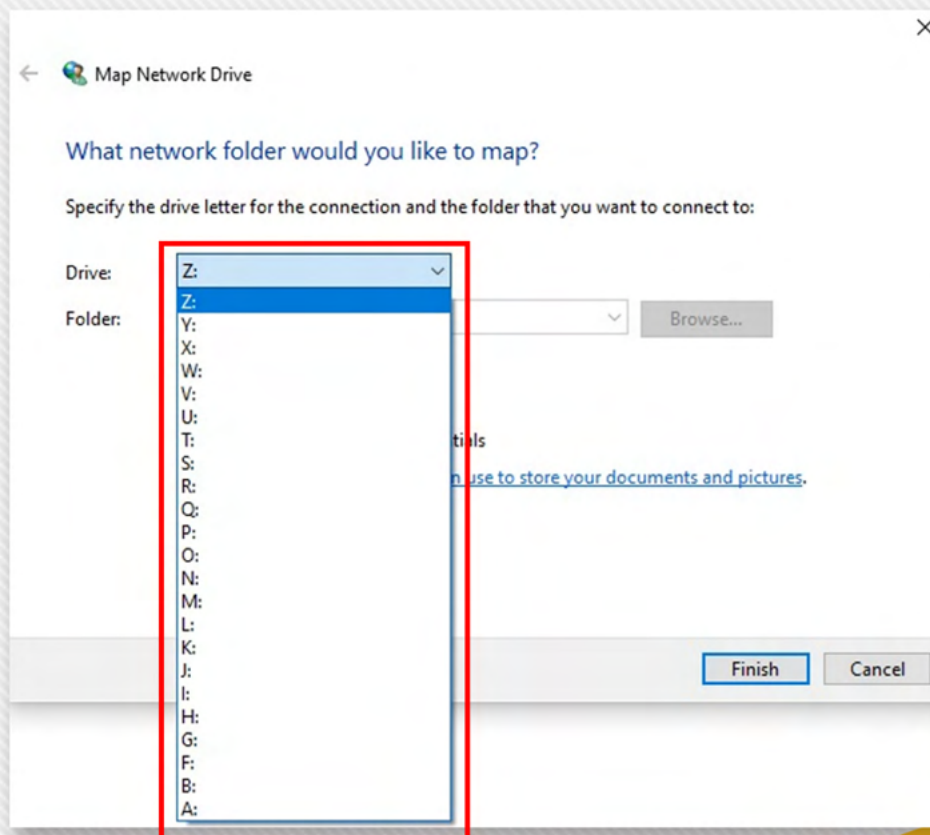 Map Network Drive
What network folder would you like to map?
Specify the drive letter for the connection and the folder that you want to connect to:
Drive:
Z:
Folder:
Browse...
Z:
Y:
X:
W:
V:
U:
T:
S:
R:
Q:
P:
O:
N:
M:
L:
K:
J:
I:
H:
G:
F:
B:
A:
use to store your documents and pictures.
Finish
Cancel